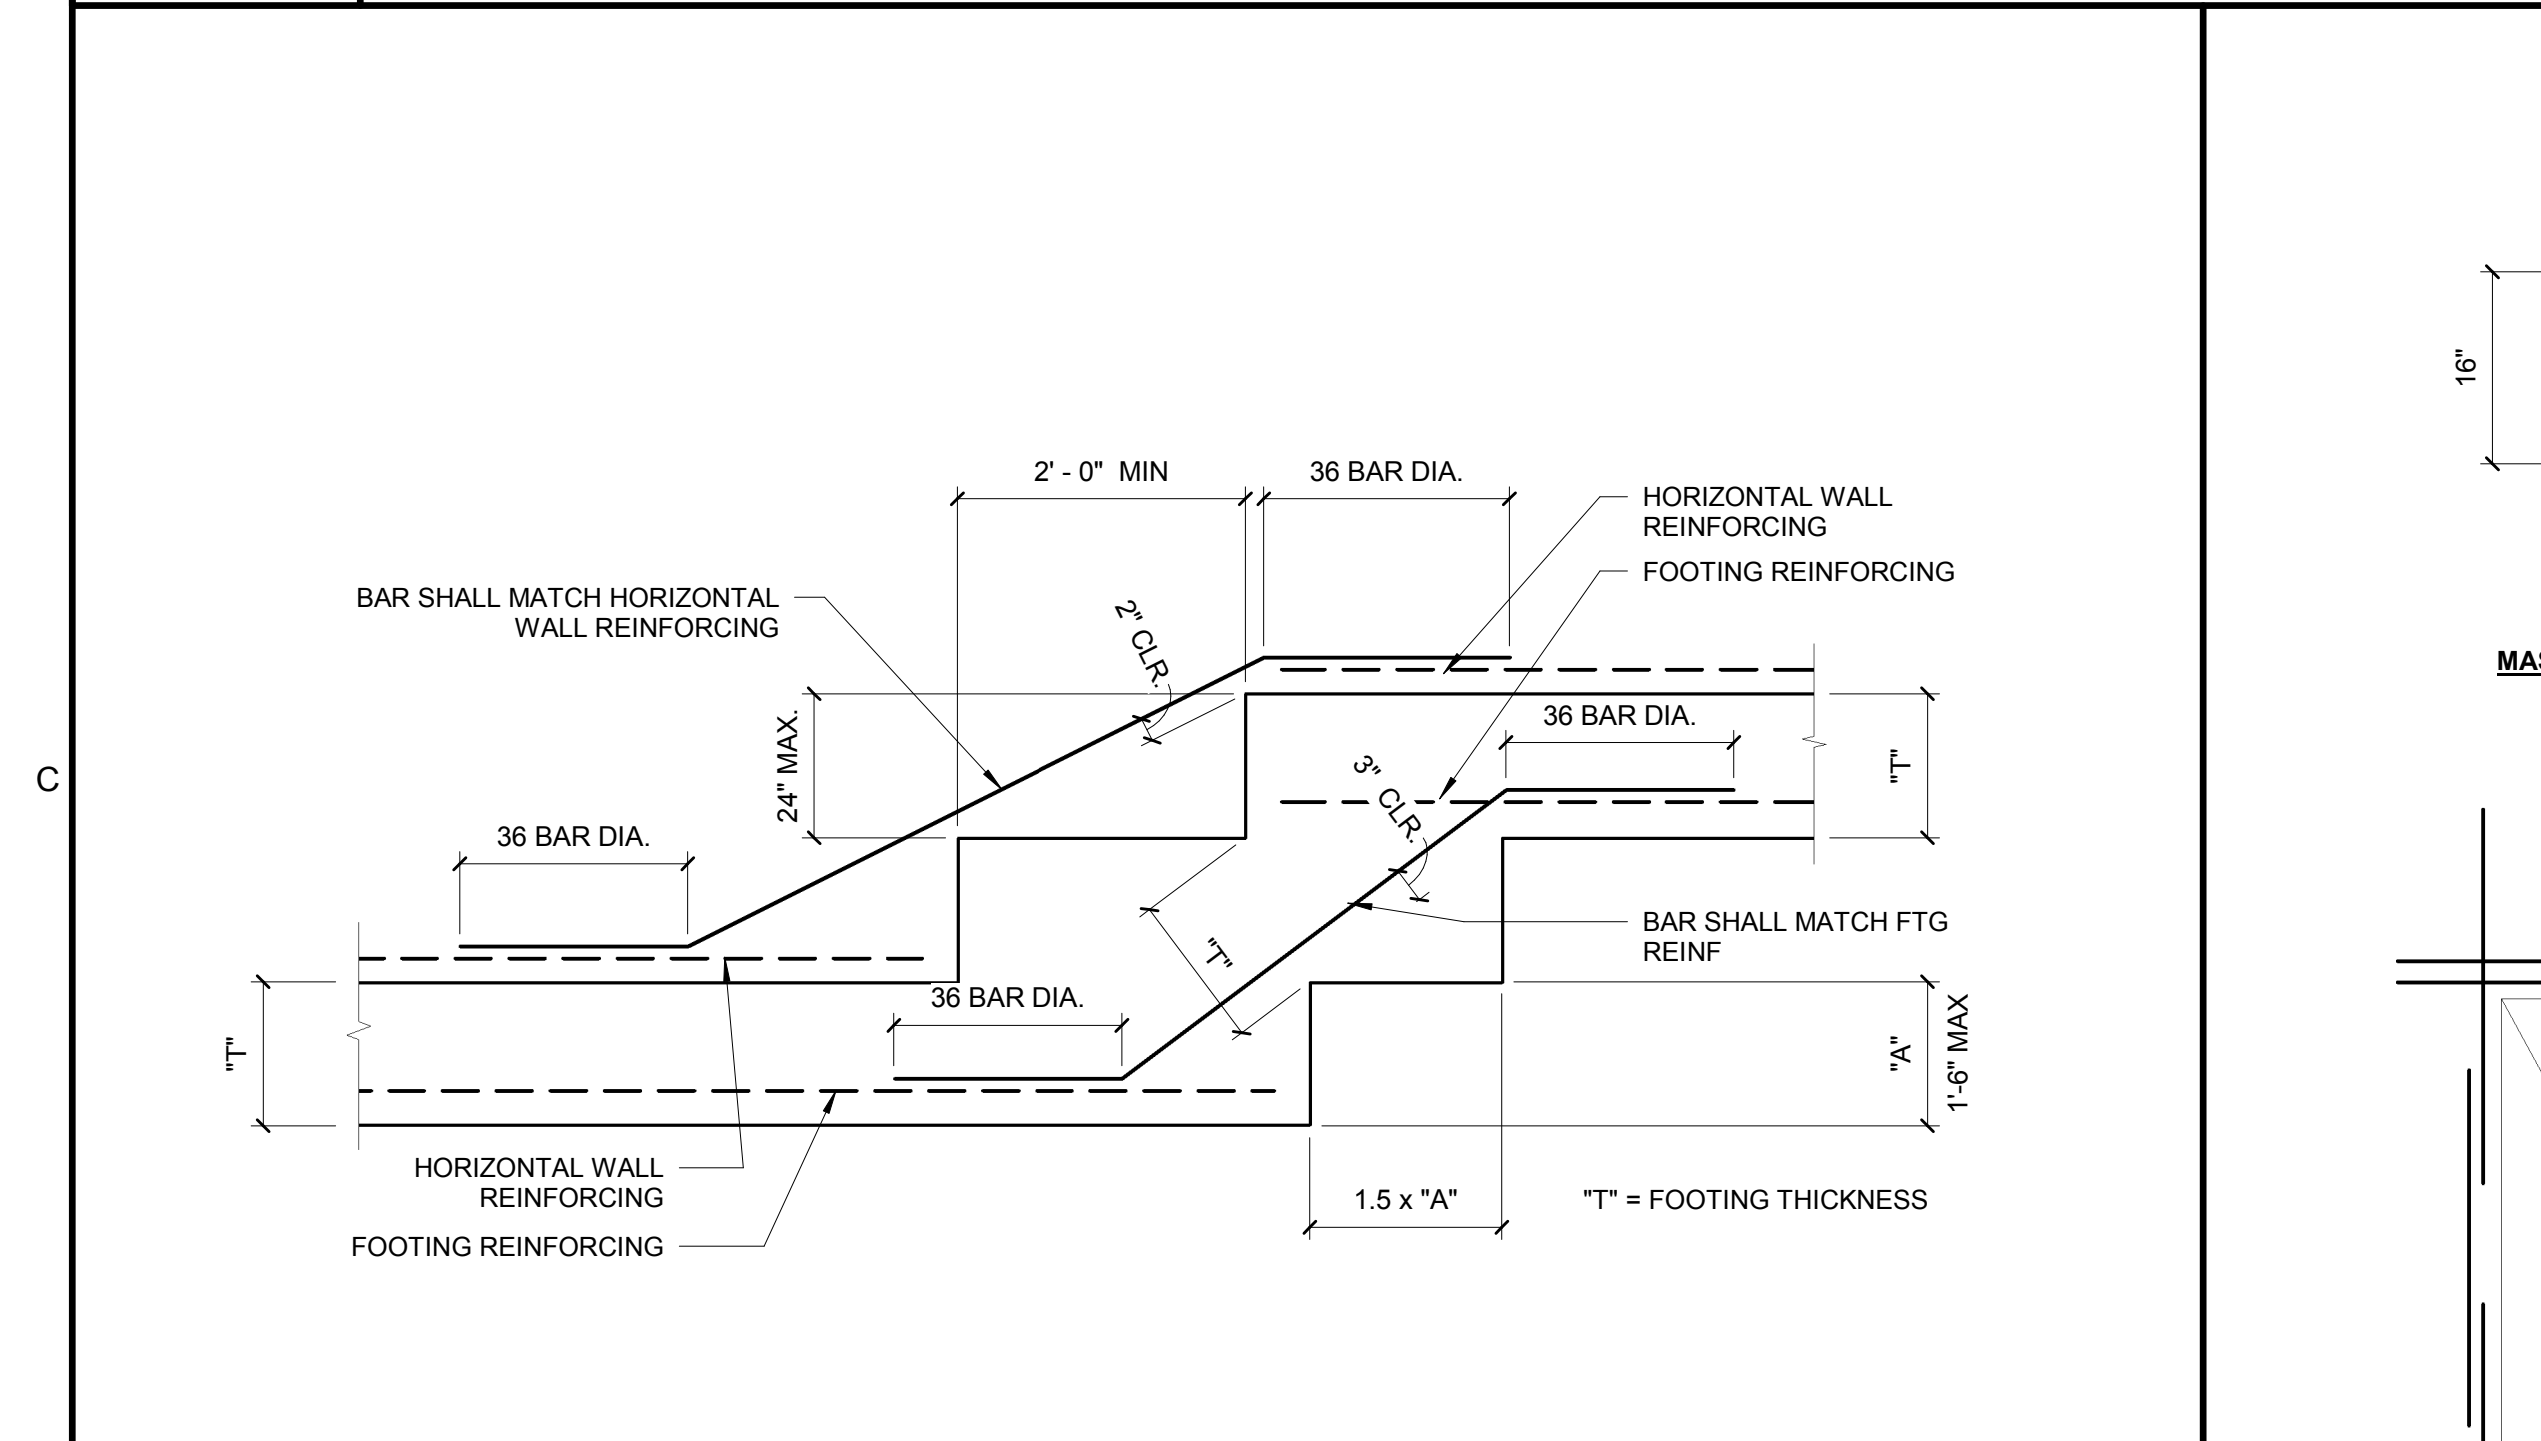 2' - 0" MIN
36 BAR DIA.
HORIZONTAL WALL
REINFORCING
FOOTING REINFORCING
16"
BAR SHALL MATCH HORIZONTAL
WALL REINFORCING
2" CLR.
24" MAX.
36 BAR DIA.
"T"
3" CLR.
C
36 BAR DIA.
BAR SHALL MATCH FTG
REINF
"T"
36 BAR DIA.
"T"
"A"
1'-6" MAX
HORIZONTAL WALL
REINFORCING
FOOTING REINFORCING
1.5 x "A"
"T" = FOOTING THICKNESS